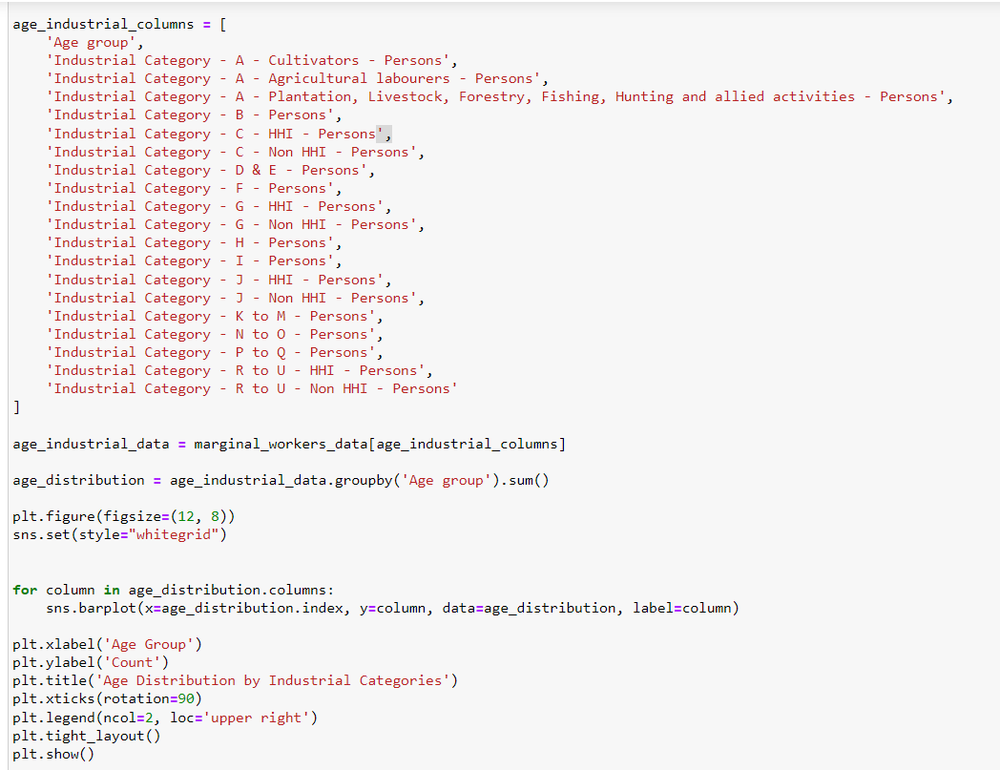 age_industrial_columns = [
    'Age group',
    'Industrial Category - A - Cultivators - Persons',
    'Industrial Category - A - Agricultural labourers - Persons',
    'Industrial Category - A - Plantation, Livestock, Forestry, Fishing, Hunting and allied activities - Persons',
    'Industrial Category - B - Persons',
    'Industrial Category - C - HHI - Persons',
    'Industrial Category - C - Non HHI - Persons',
    'Industrial Category - D & E - Persons',
    'Industrial Category - F - Persons',
    'Industrial Category - G - HHI - Persons',
    'Industrial Category - G - Non HHI - Persons',
    'Industrial Category - H - Persons',
    'Industrial Category - I - Persons',
    'Industrial Category - J - HHI - Persons',
    'Industrial Category - J - Non HHI - Persons',
    'Industrial Category - K to M - Persons',
    'Industrial Category - N to O - Persons',
    'Industrial Category - P to Q - Persons',
    'Industrial Category - R to U - HHI - Persons',
    'Industrial Category - R to U - Non HHI - Persons'
]
age_industrial_data = marginal_workers_data[age_industrial_columns]
age_distribution = age_industrial_data.groupby('Age group').sum()
plt.figure(figsize=(12, 8))
sns.set(style="whitegrid")
for column in age_distribution.columns:
    sns.barplot(x=age_distribution.index, y=column, data=age_distribution, label=column)
plt.xlabel('Age Group')
plt.ylabel('Count')
plt.title('Age Distribution by Industrial Categories')
plt.xticks(rotation=90)
plt.legend(ncol=2, loc='upper right')
plt.tight_layout()
plt.show()